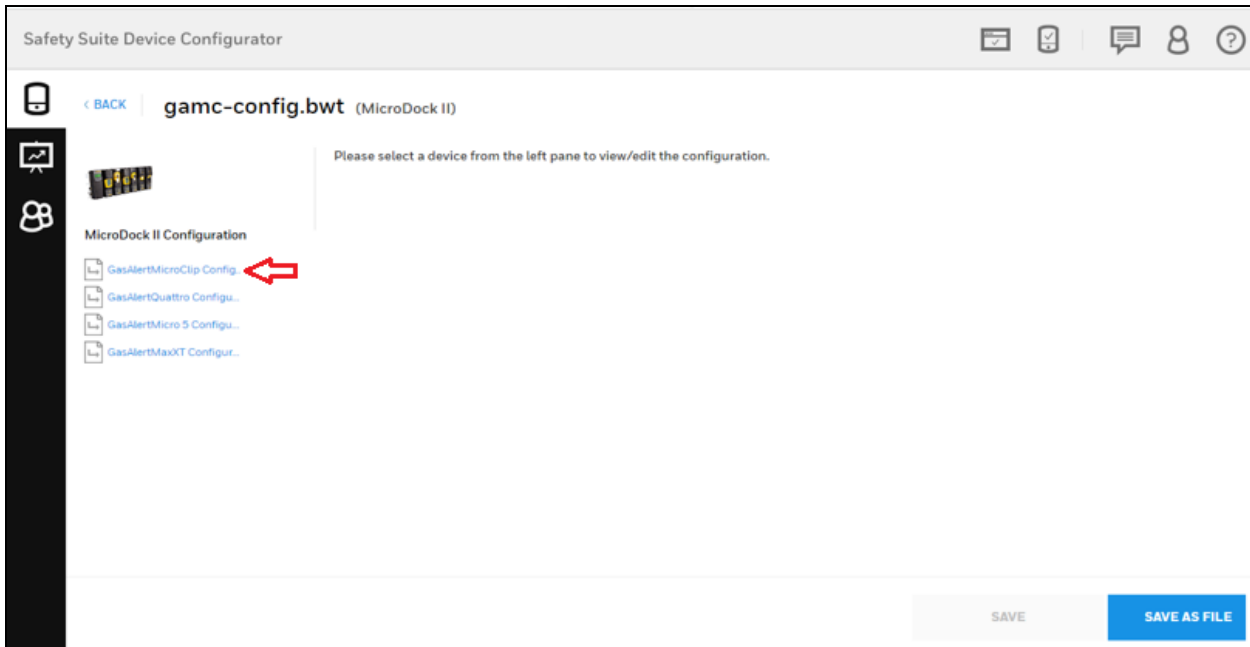 Safety Suite Device Configurator
< BACK
gamc-config.bwt (MicroDock II)
Please select a device from the left pane to view/edit the configuration.
MicroDock II Configuration
GasAlertMicroClip Config..
GasAlertQuattro Configu...
GasAlertMicro 5 Configu...
GasAlertMaxXT Configur...
SAVE
SAVE AS FILE